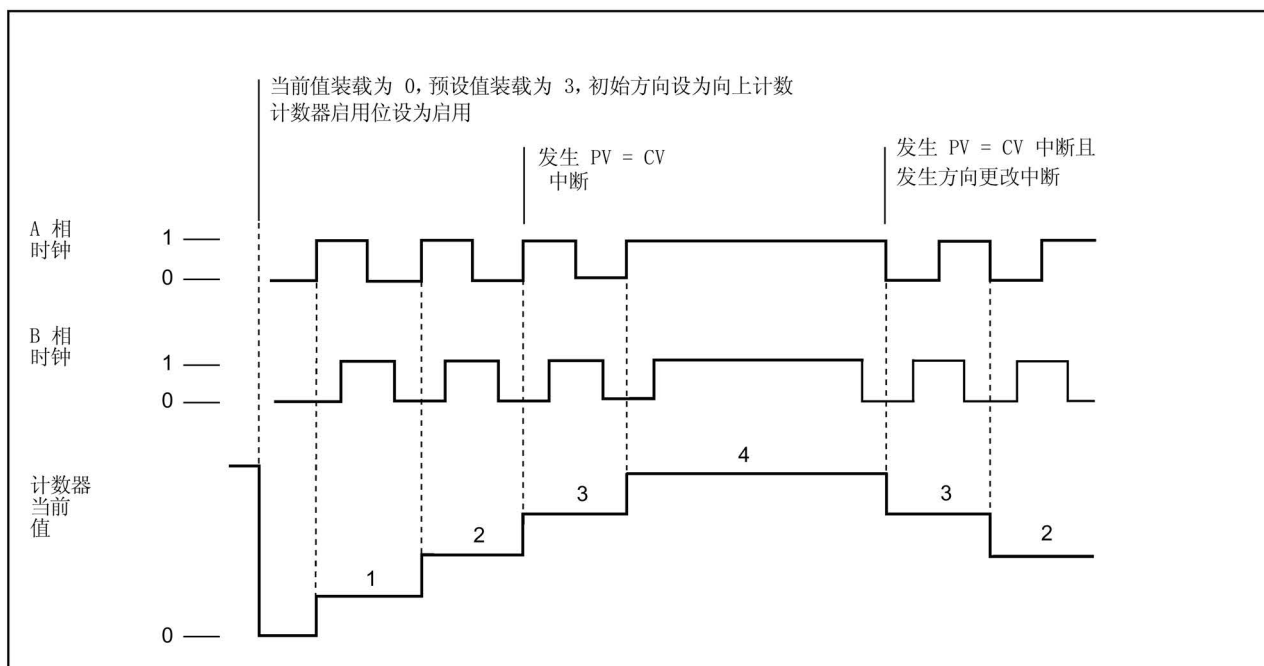 当前值装载为 0, 预设值装载为 3, 初始方向设为向上计数
计数器启用位设为启用
发生 PV = CV
中断
发生 PV = CV 中断且
发生方向更改中断
A 相
时钟
1
0
B 相
时钟
1
0
计数器
当前
值
0
1
2
3
4
3
2